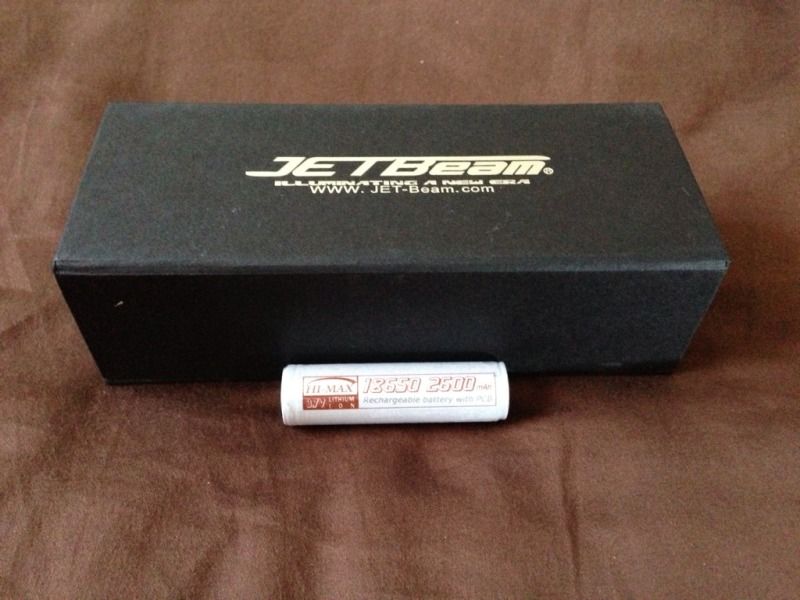 JETBeam®
ILLUMINATING A NEW ERA
WWW. JET-Beam.com
HI MAX
18650 2600 mAh
3.7V LITHIUM ION
Rechargeable battery with PCB